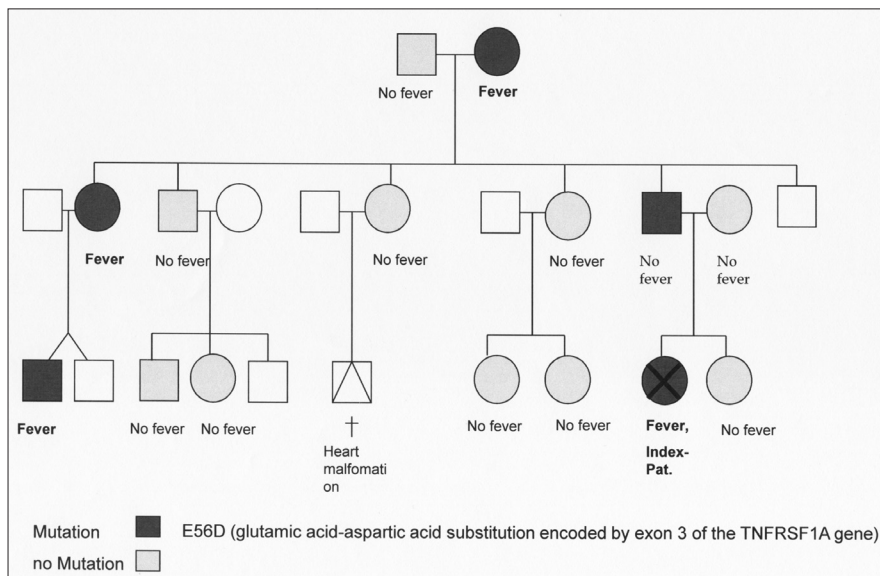 No fever
Fever
Fever
No fever
No fever
No fever
No
fever
No
fever
Fever
No fever
No fever
Heart
malfomati
on
No fever
No fever
Fever,
Index-
Pat.
No fever
Mutation E56D (glutamic acid-aspartic acid substitution encoded by exon 3 of the TNFRSF1A gene)
no Mutation